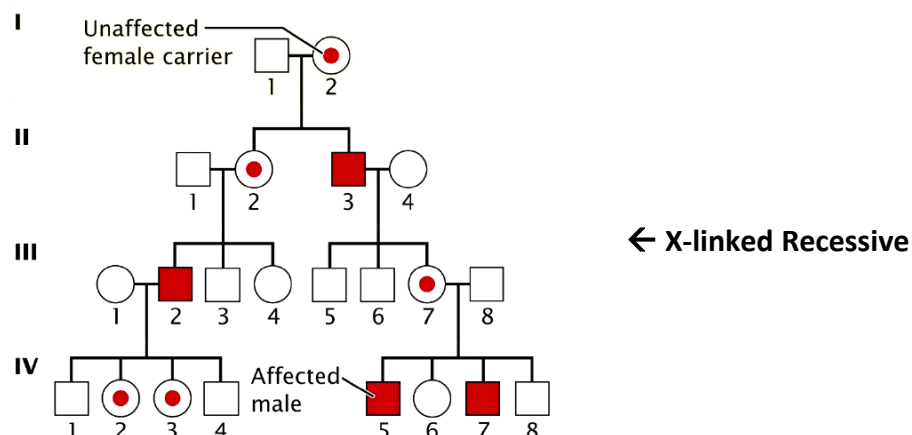 I
Unaffected
female carrier
1 2
II
1 2 3 4
← X-linked Recessive
III
1 2 3 4 5 6 7 8
IV
Affected
male
1 2 3 4 5 6 7 8